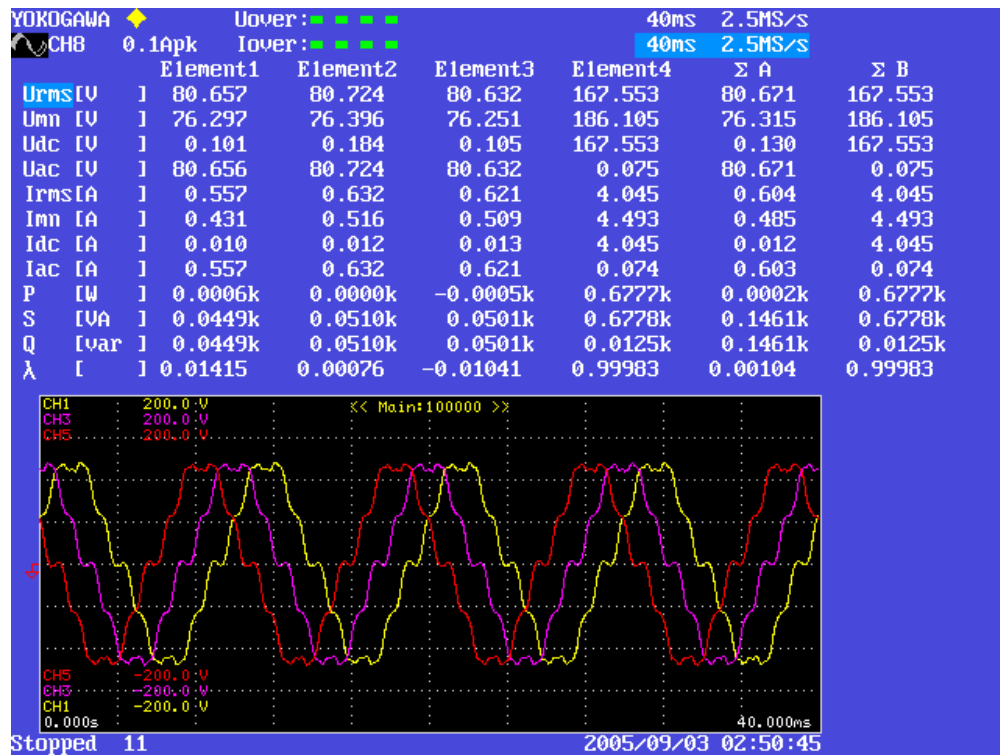 YOKOGAWA Uover: 40ms 2.5MS/s
CH8 0.1Apk Iover: 40ms 2.5MS/s
Element1 Element2 Element3 Element4 Σ A Σ B
Urms[V ] 80.657 80.724 80.632 167.553 80.671 167.553
Umn [V ] 76.297 76.396 76.251 186.105 76.315 186.105
Udc [V ] 0.101 0.184 0.105 167.553 0.130 167.553
Uac [V ] 80.656 80.724 80.632 0.075 80.671 0.075
Irms[A ] 0.557 0.632 0.621 4.045 0.604 4.045
Imn [A ] 0.431 0.516 0.509 4.493 0.485 4.493
Idc [A ] 0.010 0.012 0.013 4.045 0.012 4.045
Iac [A ] 0.557 0.632 0.621 0.074 0.603 0.074
P [W ] 0.0006k 0.0000k -0.0005k 0.6777k 0.0002k 0.6777k
S [VA ] 0.0449k 0.0510k 0.0501k 0.6778k 0.1461k 0.6778k
Q [var ] 0.0449k 0.0510k 0.0501k 0.0125k 0.1461k 0.0125k
λ [ ] 0.01415 0.00076 -0.01041 0.99983 0.00104 0.99983
CH1 200.0 V << Main:100000 >>
CH3 200.0 V
CH5 200.0 V
CH5 -200.0 V
CH3 -200.0 V
CH1 -200.0 V
0.000s 40.000ms
Stopped 11 2005/09/03 02:50:45